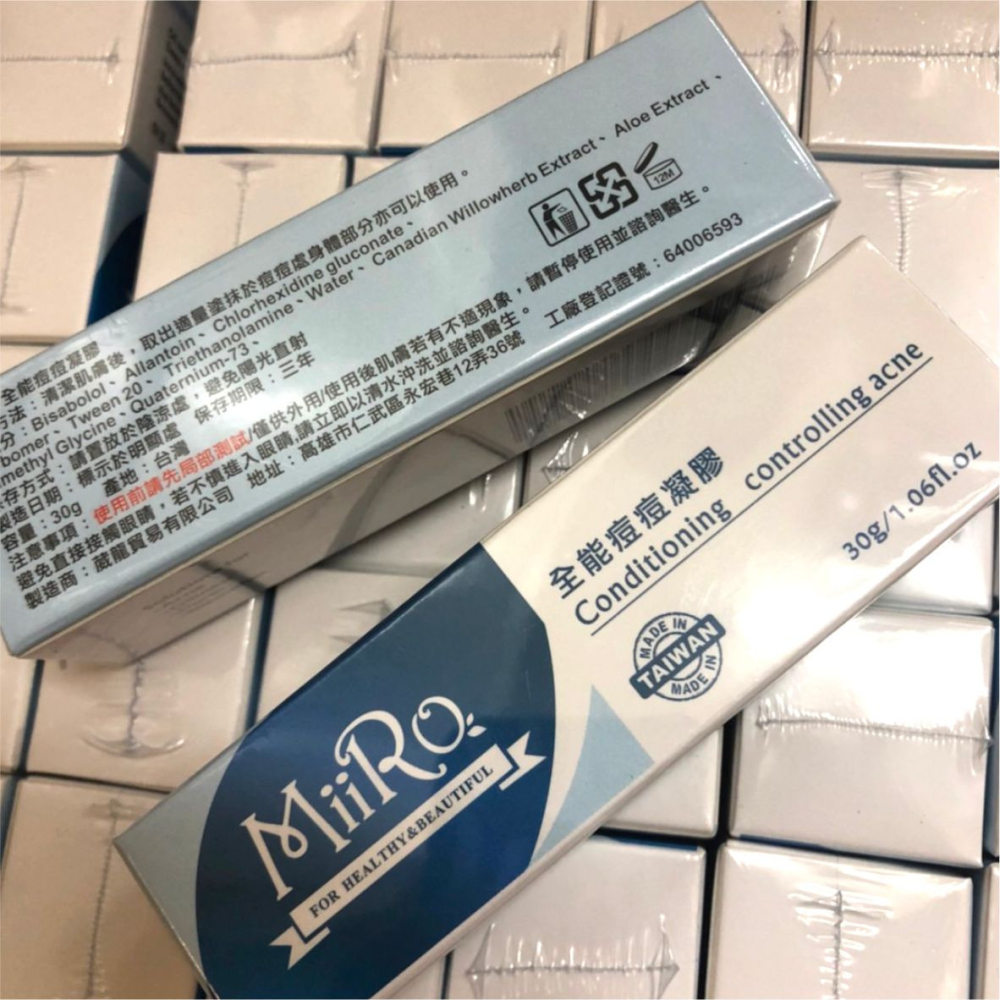 全能痘痘凝膠
方法：清潔肌膚後，取出適量塗抹於痘痘處身體部分亦可以使用。
分：Bisabolol、Allantoin、Chlorhexidine gluconate、
bomer、Tween 20、Triethanolamine、Water、Canadian Willowherb Extract、Aloe Extract、
methyl Glycine、Quaternium-73、
存方式：請置放於陰涼處，避免陽光直射
製造日期：標示於明顯處 保存期限：三年
容量：30g 產地：台灣
注意事項：使用前請先局部測試/僅供外用/使用後肌膚若有不適現象，請暫停使用並諮詢醫生。
避免直接接觸眼睛，若不慎進入眼睛,請立即以清水沖洗並諮詢醫生。
製造商：葳龍貿易有限公司 地址：高雄市仁武區永宏巷12弄36號 工廠登記證號：64006593
12M
全能痘痘凝膠
Conditioning controlling acne
30g/1.06fl.oz
MADE IN
TAIWAN
MADE IN
MiiRo
FOR HEALTHY&BEAUTIFUL